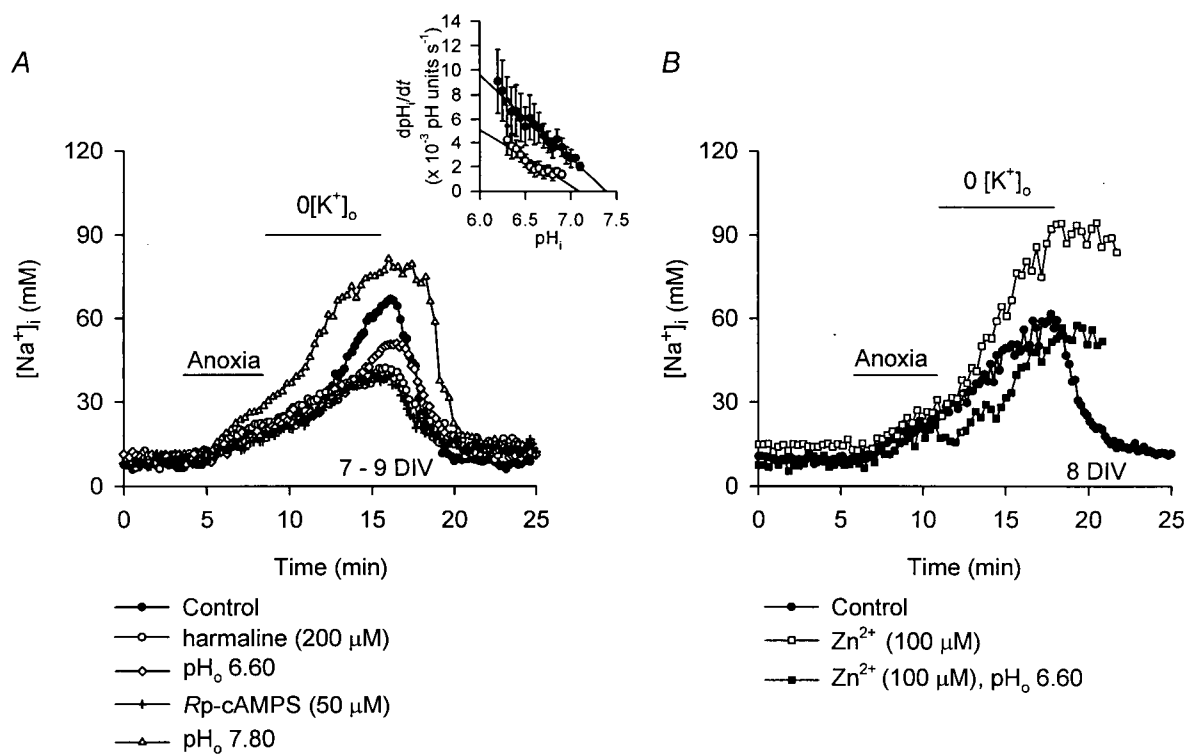 A
120
90
60
30
0
[Na⁺]ᵢ (mM)
0[K⁺]ₒ
Anoxia
7 - 9 DIV
0 5 10 15 20 25
Time (min)
14
12
10
8
6
4
2
0
dpHᵢ/dt
(x 10⁻³ pH units s⁻¹)
6.0 6.5 7.0 7.5
pHᵢ
Control
harmaline (200 μM)
pHₒ 6.60
Rp-cAMPS (50 μM)
pHₒ 7.80
B
120
90
60
30
0
[Na⁺]ᵢ (mM)
0 [K⁺]ₒ
Anoxia
8 DIV
0 5 10 15 20 25
Time (min)
Control
Zn²⁺ (100 μM)
Zn²⁺ (100 μM), pHₒ 6.60